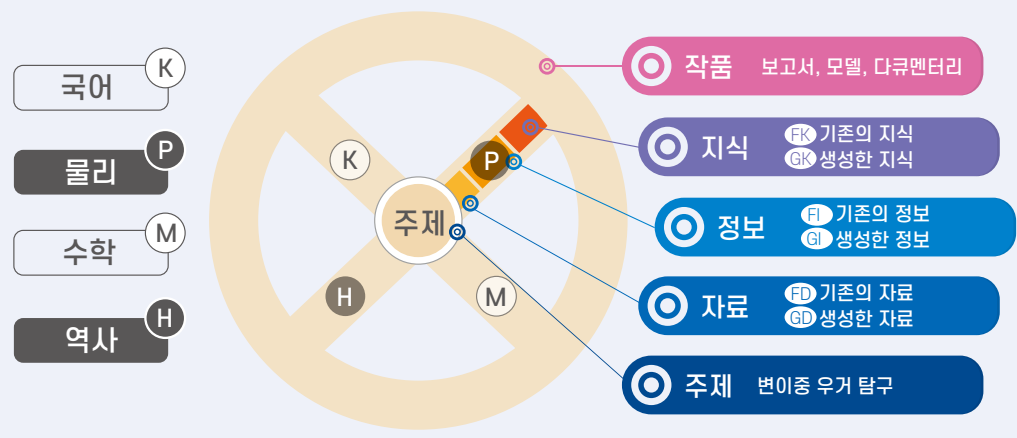 국어 K
물리 P
수학 M
역사 H
K
P
주제
H
M
작품 보고서, 모델, 다큐멘터리
지식 FK 기존의 지식
GK 생성한 지식
정보 FI 기존의 정보
GI 생성한 정보
자료 FD 기존의 자료
GD 생성한 자료
주제 변이중 우거 탐구